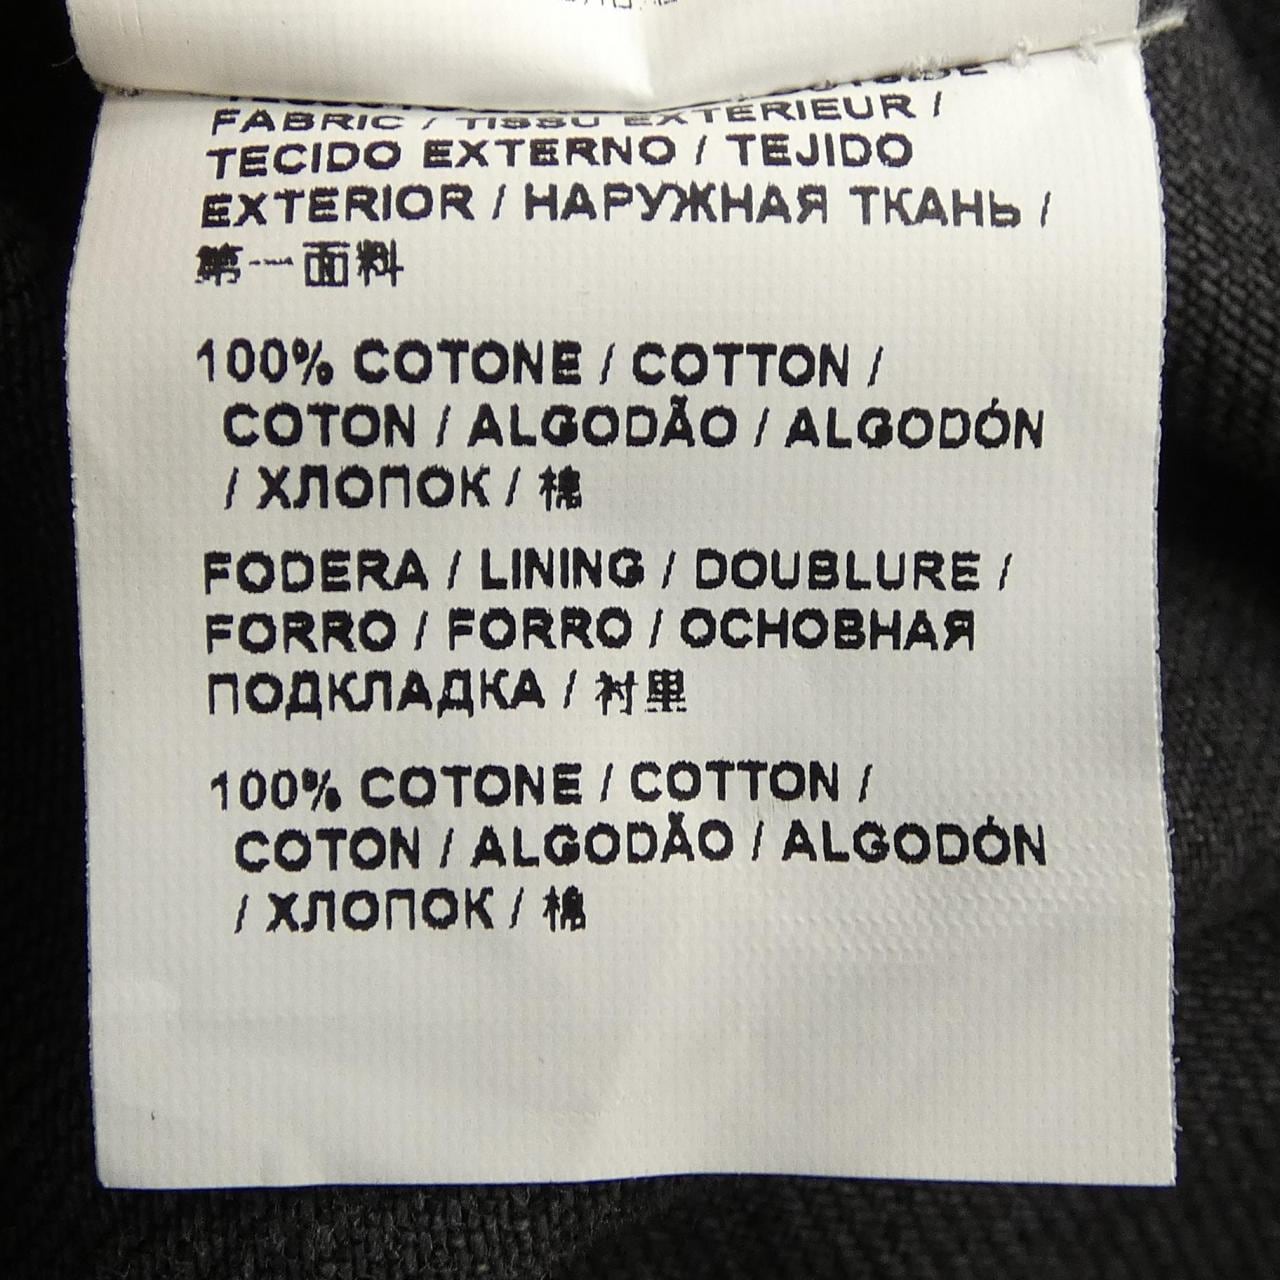 FABRIC / TISSU EXTERIEUR /
TECIDO EXTERNO / TEJIDO
EXTERIOR / НАРУЖНАЯ ТКАНЬ /
第一面料
100% COTONE / COTTON /
COTON / ALGODÃO / ALGODÓN
/ ХЛОПОК / 棉
FODERA / LINING / DOUBLURE /
FORRO / FORRO / ОСНОВНАЯ
ПОДКЛАДКА / 衬里
100% COTONE / COTTON /
COTON / ALGODÃO / ALGODÓN
/ ХЛОПОК / 棉